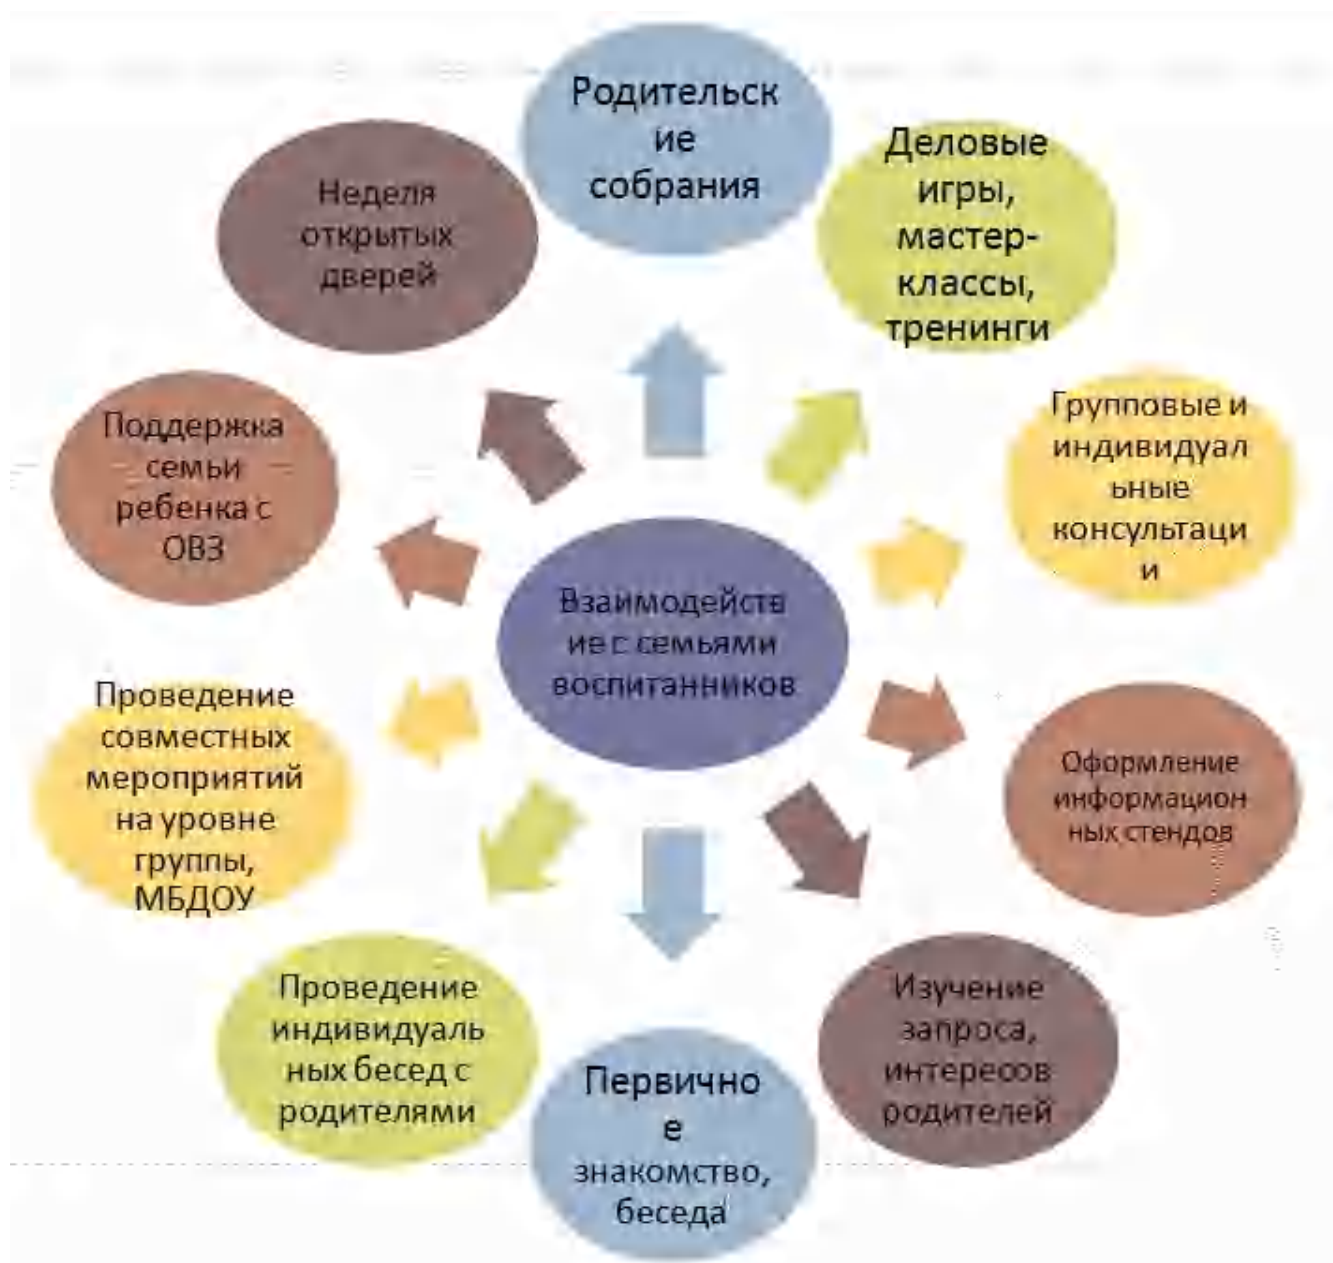 Родительск
ие
собрания
Деловые
игры,
мастер-
классы,
тренинги
Групповые и
индивидуал
ьные
консультаци
и
Оформление
информацион
ных стендов
Изучение
запроса,
интересов
родителей
Первично
е
знакомство,
беседа
Проведение
индивидуаль
ных бесед с
родителями
Проведение
совместных
мероприятий
на уровне
группы,
МБДОУ
Поддержка
семьи
ребенка с
ОВЗ
Неделя
открытых
дверей
Взаимодейств
ие с семьями
воспитанников